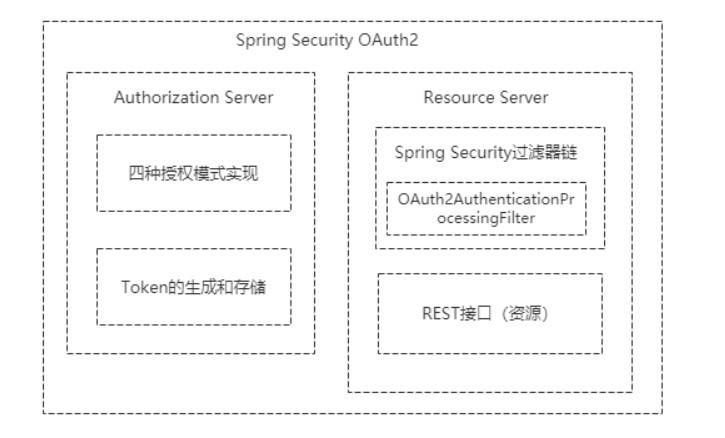 Spring Security OAuth2
Authorization Server
四种授权模式实现
Token的生成和存储
Resource Server
Spring Security过滤器链
OAuth2AuthenticationPr
ocessingFilter
REST接口（资源）